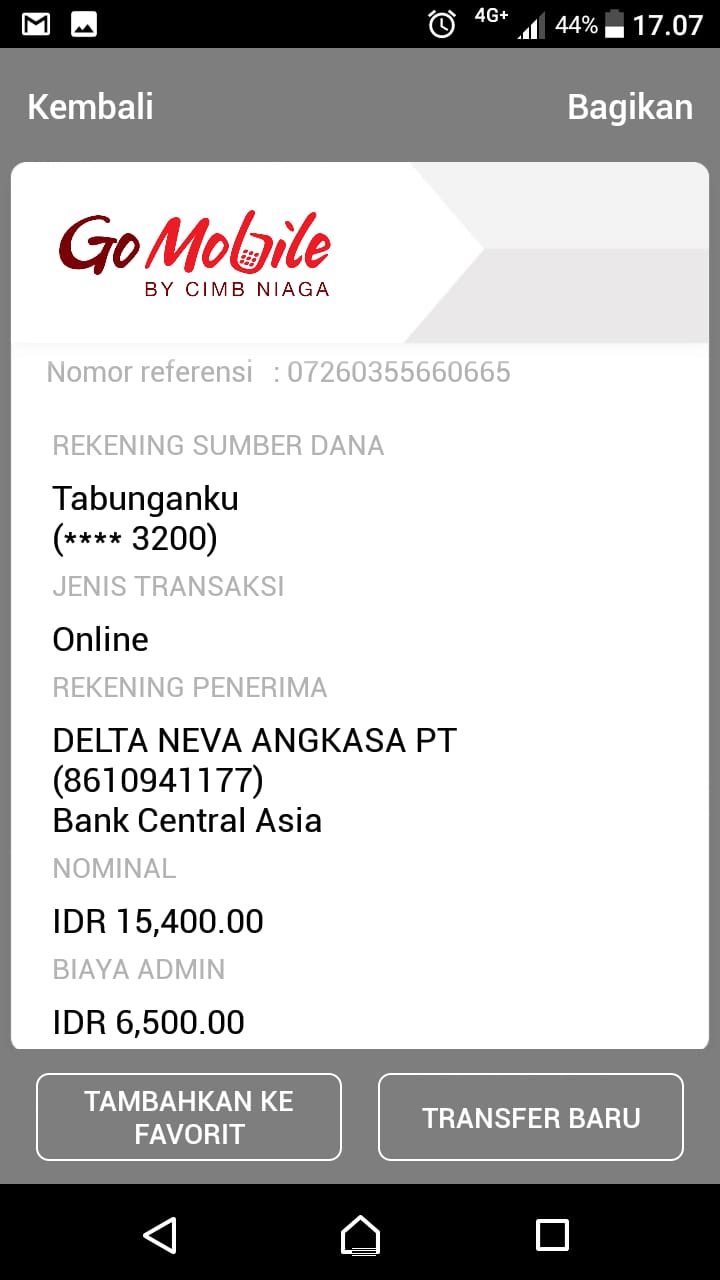 4G+ 44% 17.07
Kembali Bagikan
Go Mobile
BY CIMB NIAGA
Nomor referensi : 07260355660665
REKENING SUMBER DANA
Tabunganku
(**** 3200)
JENIS TRANSAKSI
Online
REKENING PENERIMA
DELTA NEVA ANGKASA PT
(8610941177)
Bank Central Asia
NOMINAL
IDR 15,400.00
BIAYA ADMIN
IDR 6,500.00
TAMBAHKAN KE
FAVORIT
TRANSFER BARU